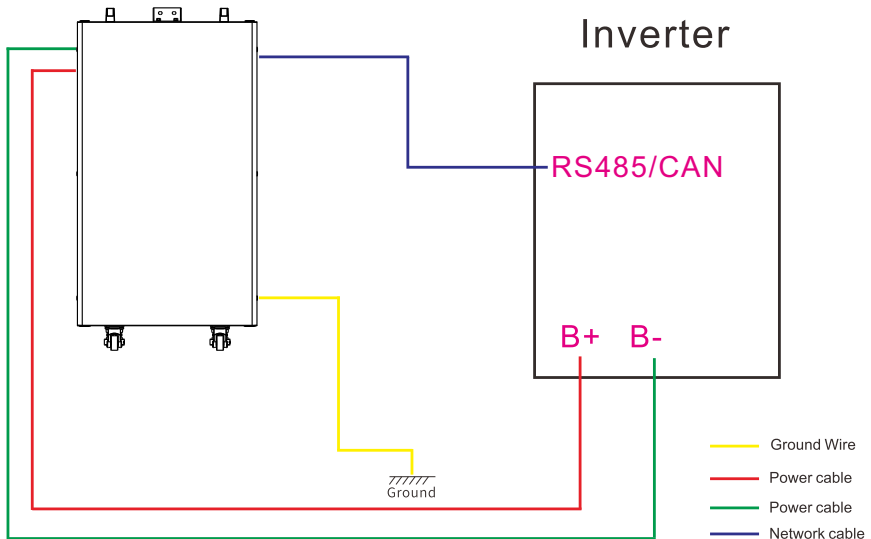 Inverter
RS485/CAN
B+ B-
Ground
Ground Wire
Power cable
Power cable
Network cable